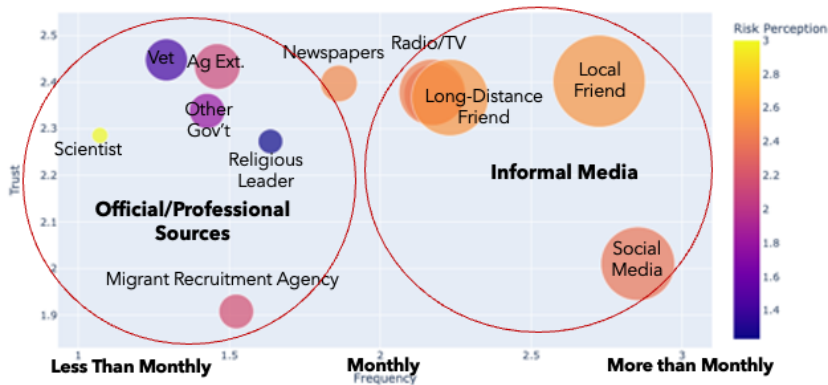 Risk Perception
2.5
2.4
2.3
2.2
2.1
2
1.9
Trust
Vet
Ag Ext.
Newspapers
Radio/TV
Local
Friend
Long-Distance
Friend
Other
Gov't
Scientist
Religious
Leader
Informal Media
Official/Professional
Sources
Social
Media
Migrant Recruitment Agency
3
2.8
2.6
2.4
2.2
2
1.8
1.6
1.4
1
1.5
2
2.5
3
Less Than Monthly
Monthly
More than Monthly
Frequency